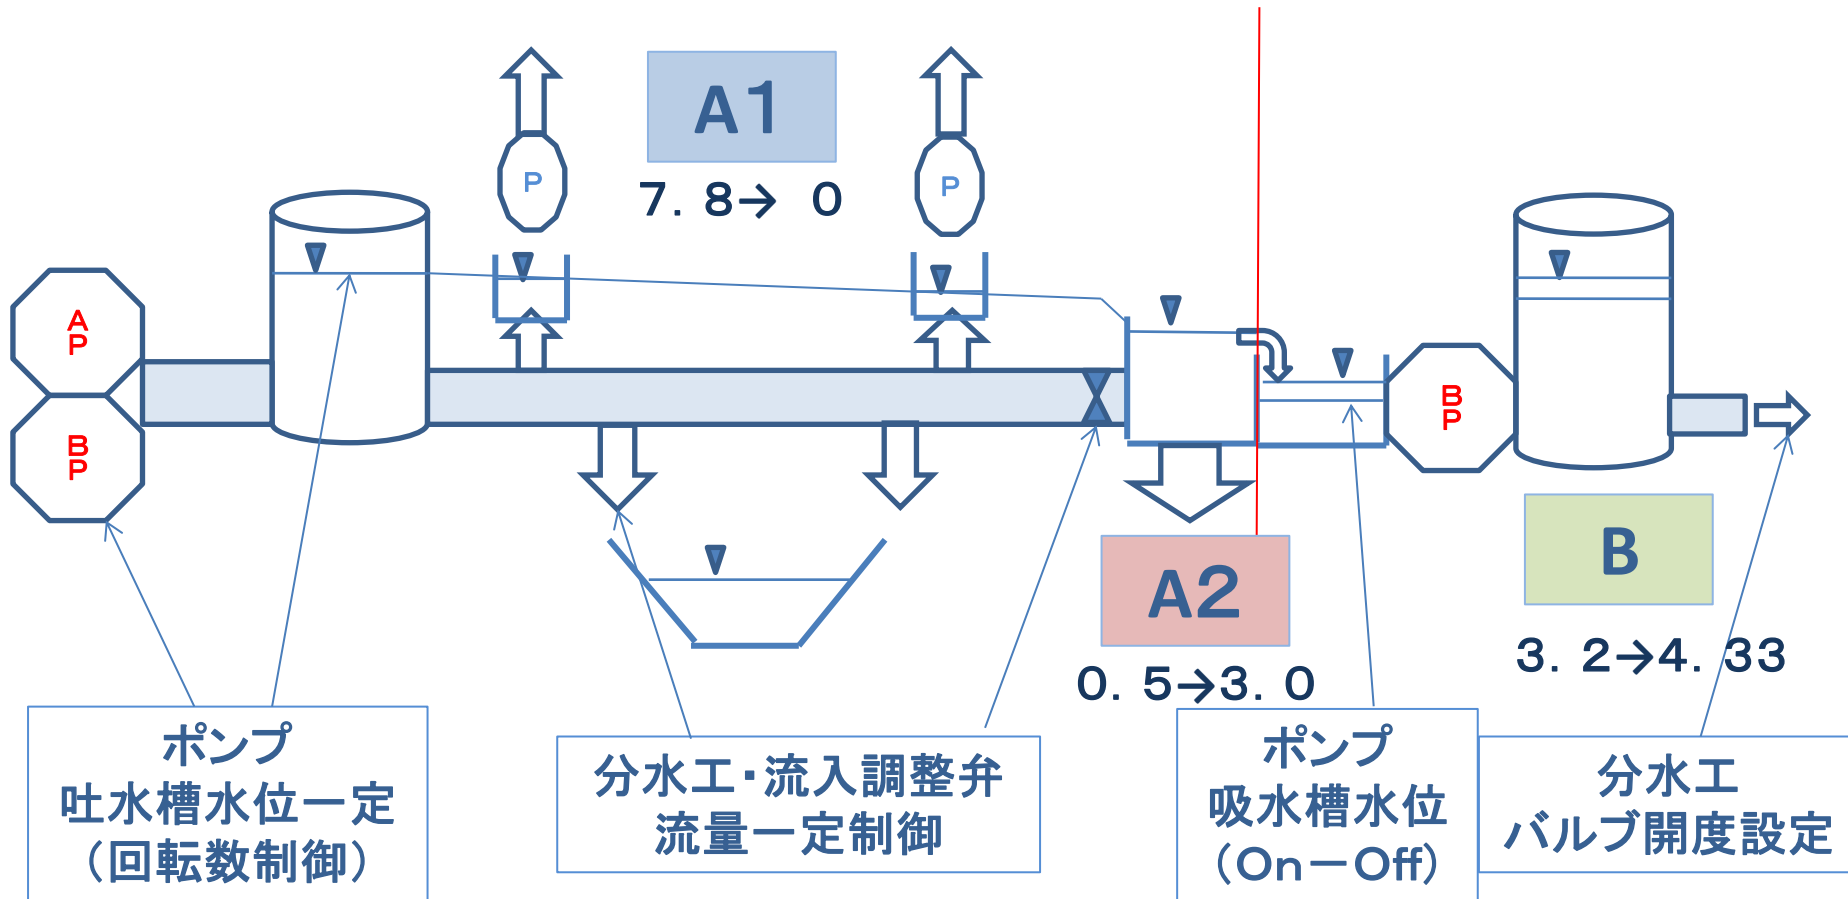 A1
7. 8→ 0
P
P
A
P
B
P
B
P
A2
0. 5→3. 0
B
3. 2→4. 33
ポンプ
吐水槽水位一定
（回転数制御）
分水工・流入調整弁
流量一定制御
ポンプ
吸水槽水位
（On－Off）
分水工
バルブ開度設定